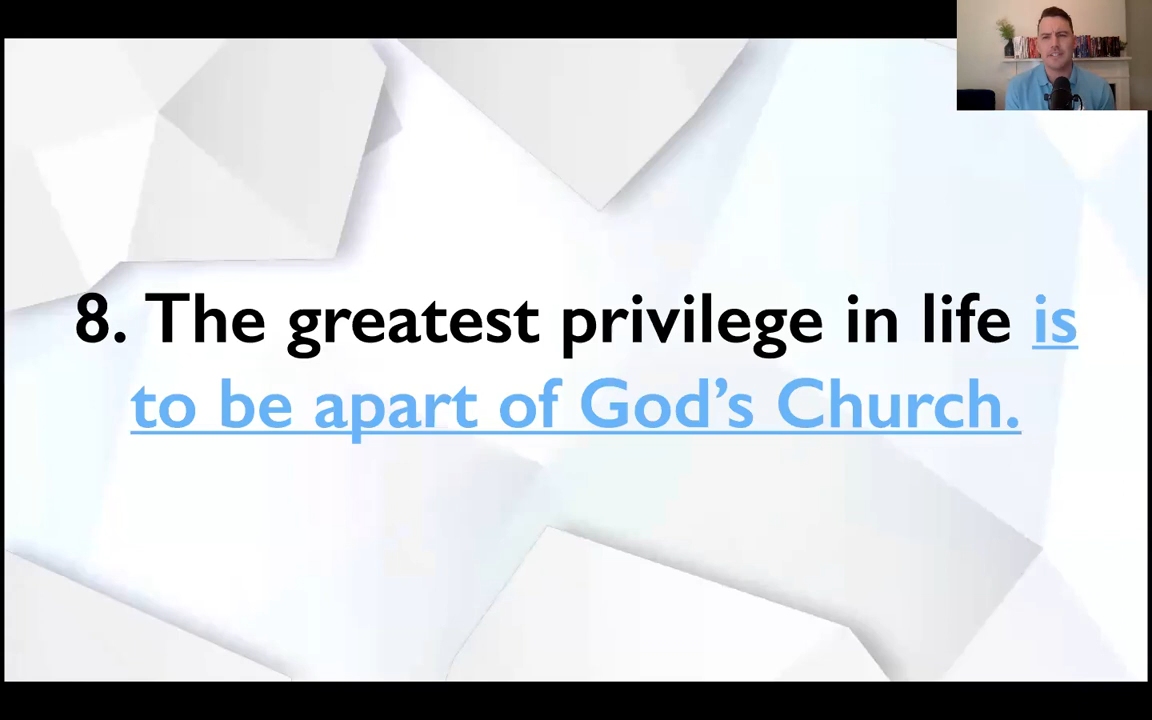 8. The greatest privilege in life is
to be apart of God’s Church.